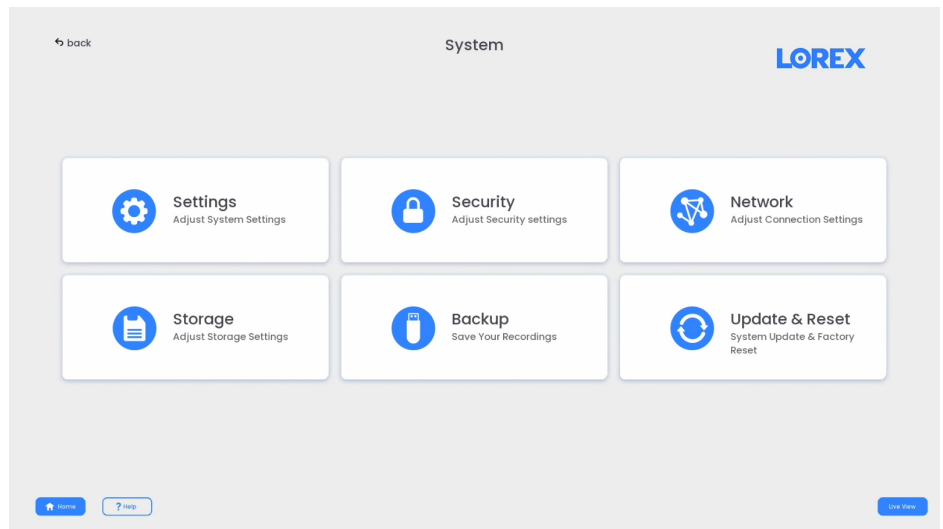 back
System
LOREX
Settings
Adjust System Settings
Security
Adjust Security settings
Network
Adjust Connection Settings
Storage
Adjust Storage Settings
Backup
Save Your Recordings
Update & Reset
System Update & Factory
Reset
Home
? Help
Live View